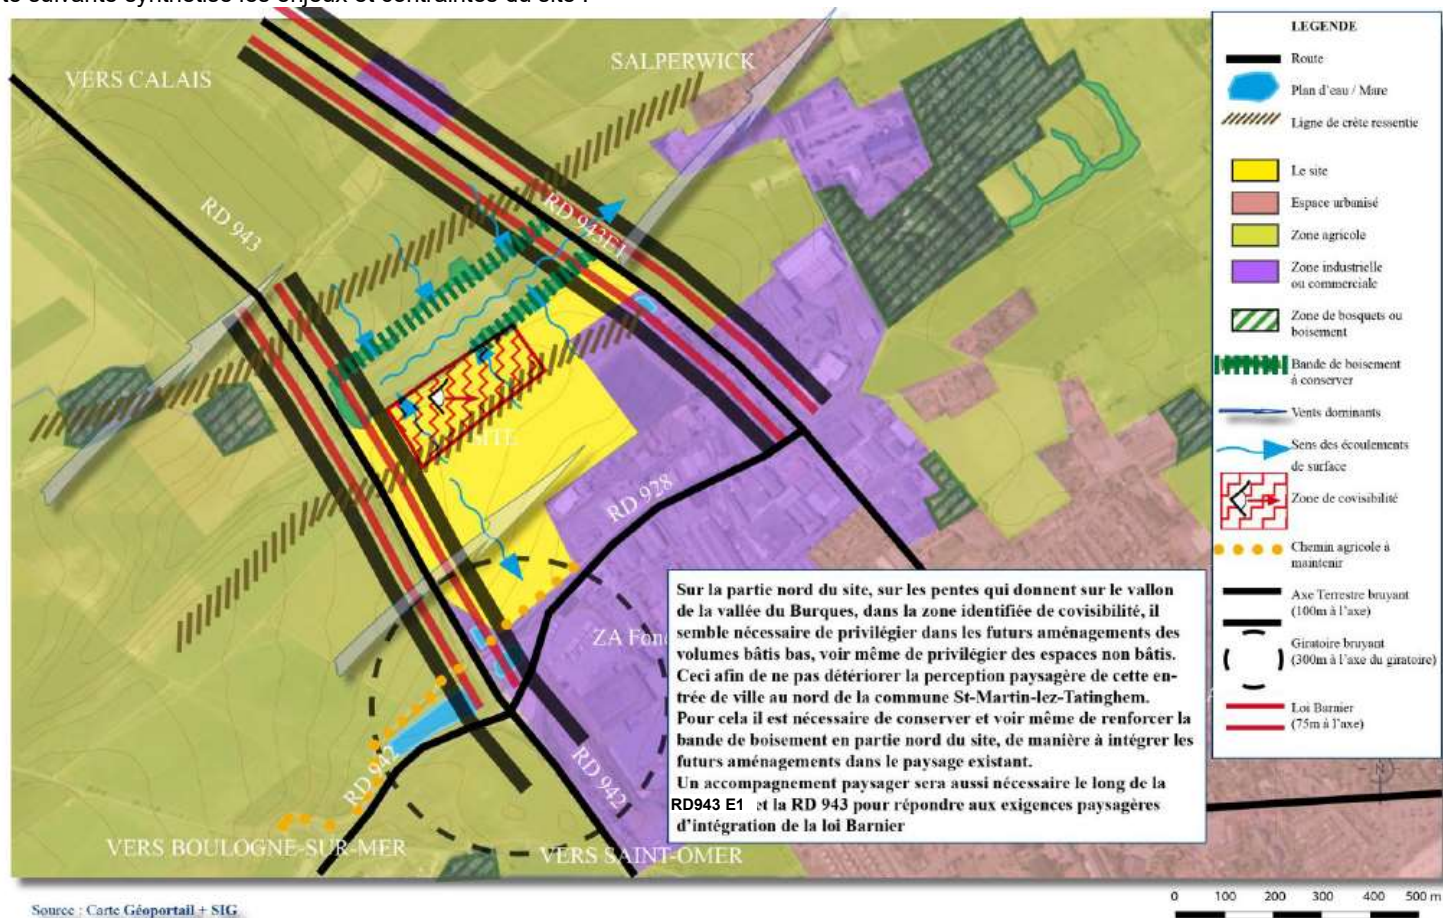 te suivante synthétise les enjeux et contraintes du site :
VERS CALAIS
SALPERWICK
RD 943
RD 943E1
SITE
RD 928
ZA Fond
RD 942
RD 942
VERS BOULOGNE-SUR-MER
VERS SAINT-OMER
LEGENDE
Route
Plan d'eau / Mare
Ligne de crète ressentie
Le site
Espace urbanisé
Zone agricole
Zone industrielle
ou commerciale
Zone de bosquets ou
boisement
Bande de boisement
à conserver
Vents dominants
Sens des écoulements
de surface
Zone de covisibilité
Chemin agricole à
maintenir
Axe Terrestre bruyant
(100m à l'axe)
Giratoire bruyant
(300m à l'axe du giratoire)
Loi Barnier
(75m à l'axe)
N
Sur la partie nord du site, sur les pentes qui donnent sur le vallon
de la vallée du Burques, dans la zone identifiée de covisibilité, il
semble nécessaire de privilégier dans les futurs aménagements des
volumes bâtis bas, voir même de privilégier des espaces non bâtis.
Ceci afin de ne pas détériorer la perception paysagère de cette en-
trée de ville au nord de la commune St-Martin-lez-Tatinghem.
Pour cela il est nécessaire de conserver et voir même de renforcer la
bande de boisement en partie nord du site, de manière à intégrer les
futurs aménagements dans le paysage existant.
Un accompagnement paysager sera aussi nécessaire le long de la
RD943 E1 et la RD 943 pour répondre aux exigences paysagères
d'intégration de la loi Barnier
0 100 200 300 400 500 m
Source : Carte Géoportail + SIG